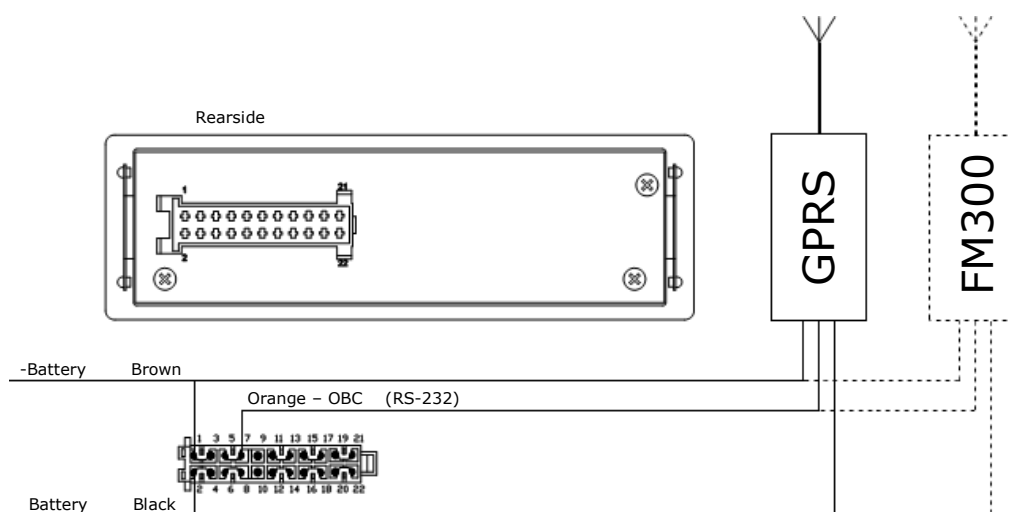 Rearside
1
21
2
22
GPRS
FM300
-Battery Brown
Orange – OBC (RS-232)
1 3 5 7 9 11 13 15 17 19 21
2 4 6 8 10 12 14 16 18 20 22
Battery Black